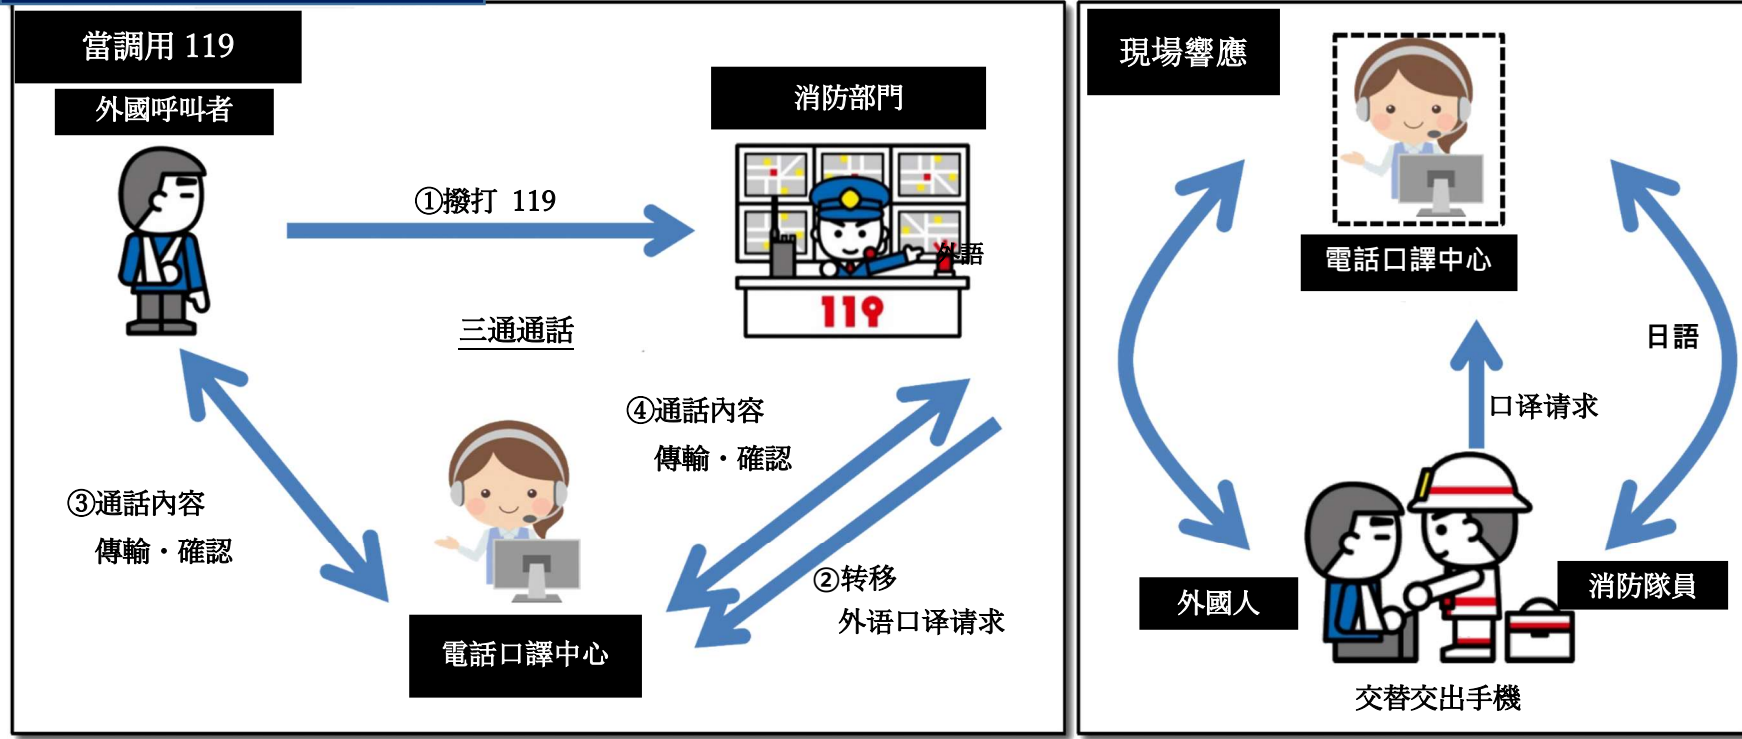 當調用 119
外國呼叫者
消防部門
①撥打 119
外語
119
三通通話
④通話內容
傳輸・確認
③通話內容
傳輸・確認
②转移
外语口译请求
電話口譯中心
現場響應
電話口譯中心
日語
口译请求
外國人
消防隊員
交替交出手機